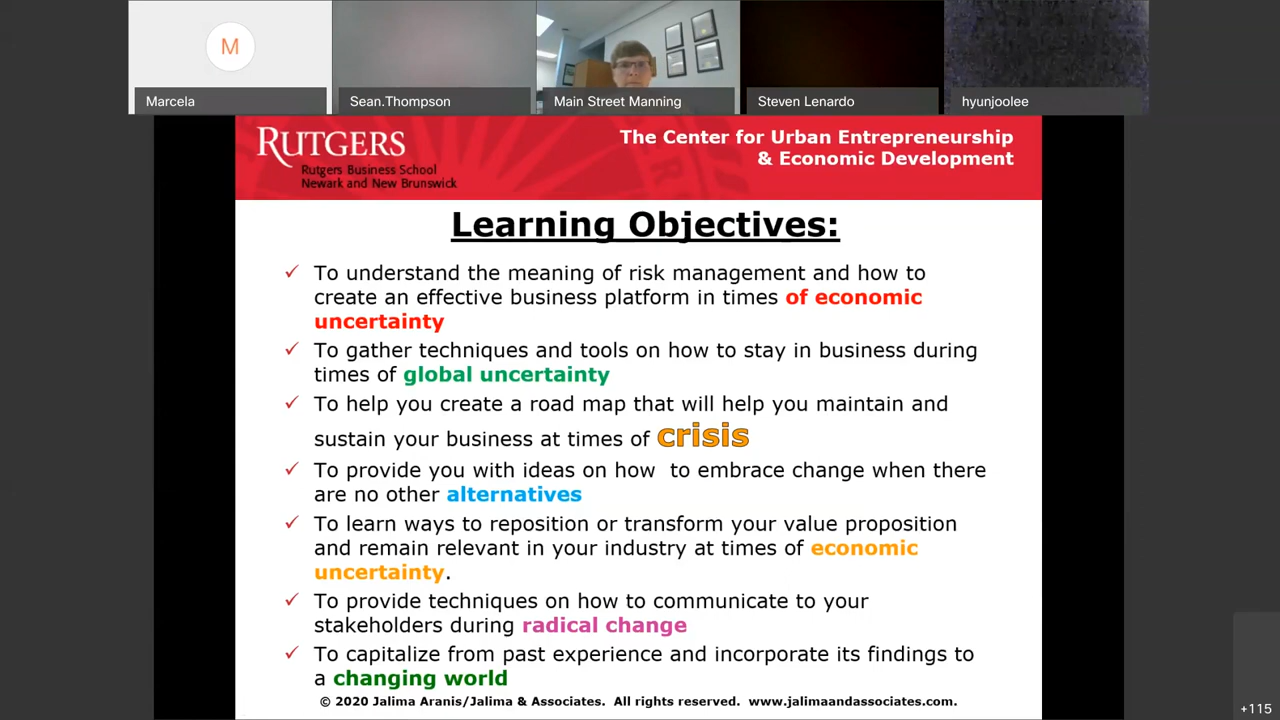 M
Marcela
Sean.Thompson
Main Street Manning
Steven Lenardo
hyunjoolee
RUTGERS
Rutgers Business School
Newark and New Brunswick
The Center for Urban Entrepreneurship
& Economic Development
Learning Objectives:
✓ To understand the meaning of risk management and how to
create an effective business platform in times of economic
uncertainty
✓ To gather techniques and tools on how to stay in business during
times of global uncertainty
✓ To help you create a road map that will help you maintain and
sustain your business at times of crisis
✓ To provide you with ideas on how to embrace change when there
are no other alternatives
✓ To learn ways to reposition or transform your value proposition
and remain relevant in your industry at times of economic
uncertainty.
✓ To provide techniques on how to communicate to your
stakeholders during radical change
✓ To capitalize from past experience and incorporate its findings to
a changing world
© 2020 Jalima Aranis/Jalima & Associates. All rights reserved. www.jalimaandassociates.com.
+115